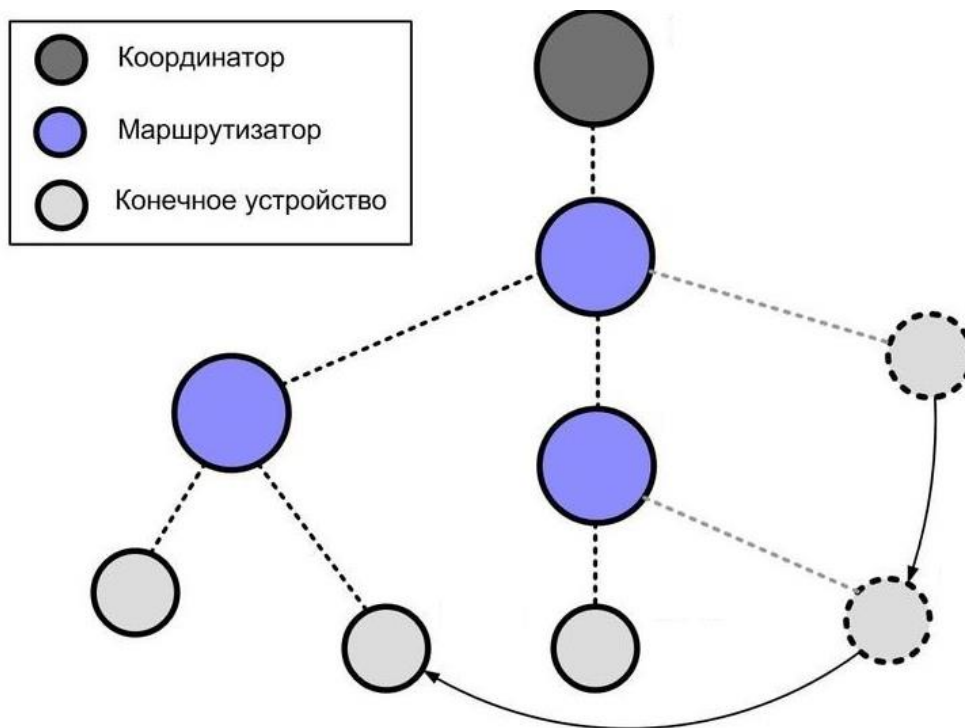 Координатор
Маршрутизатор
Конечное устройство